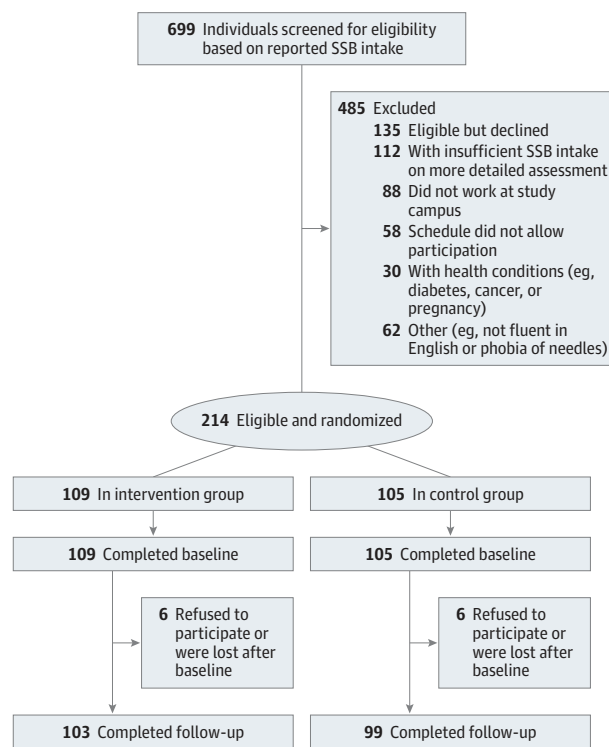 699 Individuals screened for eligibility
based on reported SSB intake
485 Excluded
135 Eligible but declined
112 With insufficient SSB intake
on more detailed assessment
88 Did not work at study
campus
58 Schedule did not allow
participation
30 With health conditions (eg,
diabetes, cancer, or
pregnancy)
62 Other (eg, not fluent in
English or phobia of needles)
214 Eligible and randomized
109 In intervention group
105 In control group
109 Completed baseline
105 Completed baseline
6 Refused to
participate or
were lost after
baseline
6 Refused to
participate or
were lost after
baseline
103 Completed follow-up
99 Completed follow-up